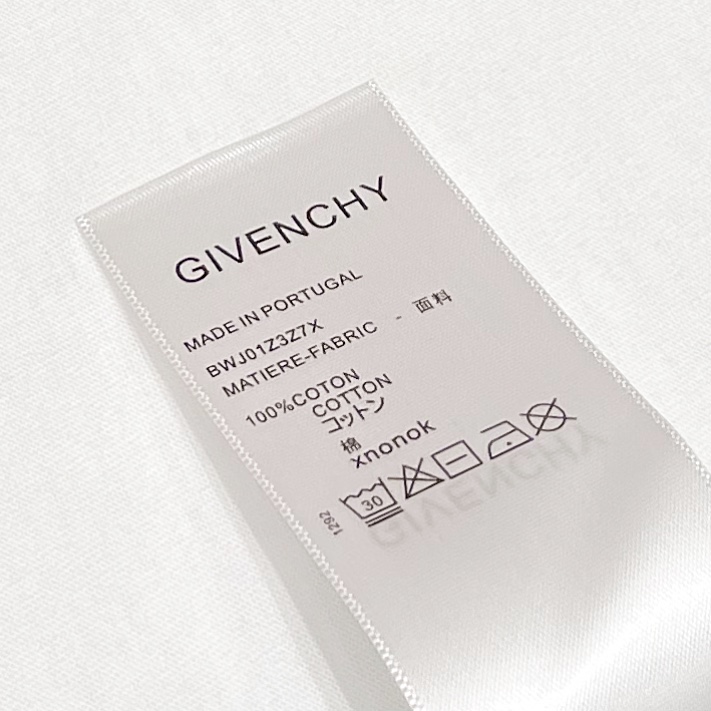 GIVENCHY
MADE IN PORTUGAL
BWJ01Z3Z7X
MATIERE-FABRIC - 面料
100%COTON
COTTON
コットン
棉
xnonok
30
1292
GIVENCHY